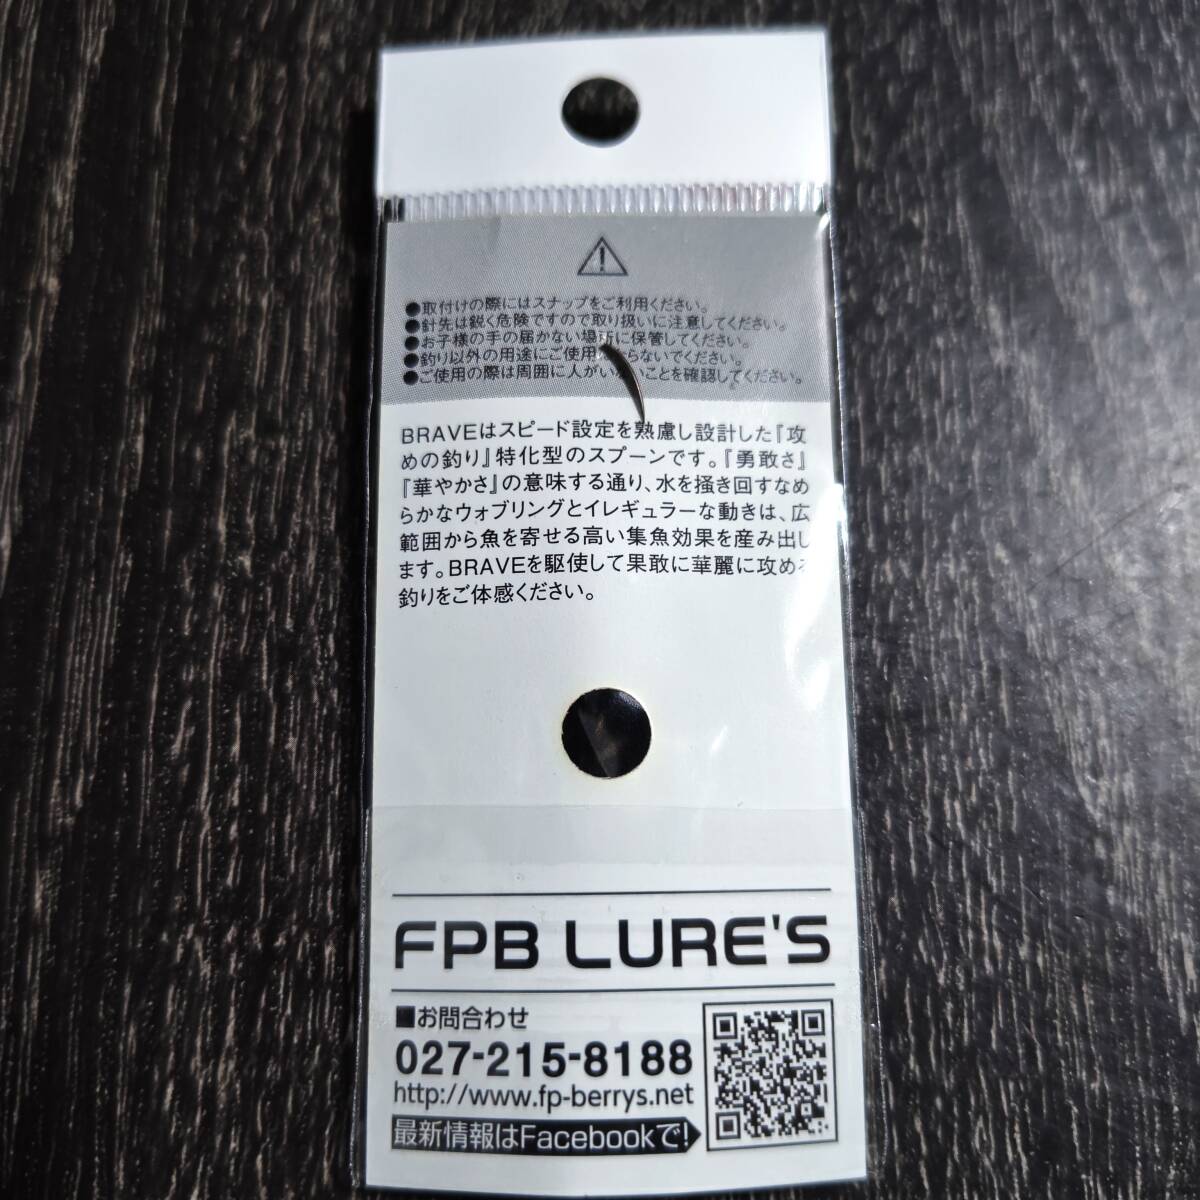 ●取付けの際にはスナップをご利用ください。
●針先は鋭く危険ですので取り扱いに注意してください。
●お子様の手の届かない場所に保管してください。
●釣り以外の用途にご使用 らないでください。
●ご使用の際は周囲に人がいないことを確認してください。
BRAVEはスピード設定を熟慮し設計した『攻
めの釣り』特化型のスプーンです。『勇敢さ』
『華やかさ』の意味する通り、水を掻き回すなめ
らかなウォブリングとイレギュラーな動きは、広
範囲から魚を寄せる高い集魚効果を産み出し
ます。BRAVEを駆使して果敢に華麗に攻める
釣りをご体感ください。
FPB LURE'S
■お問合わせ
027-215-8188
http://www.fp-berrys.net
最新情報はFacebookで!